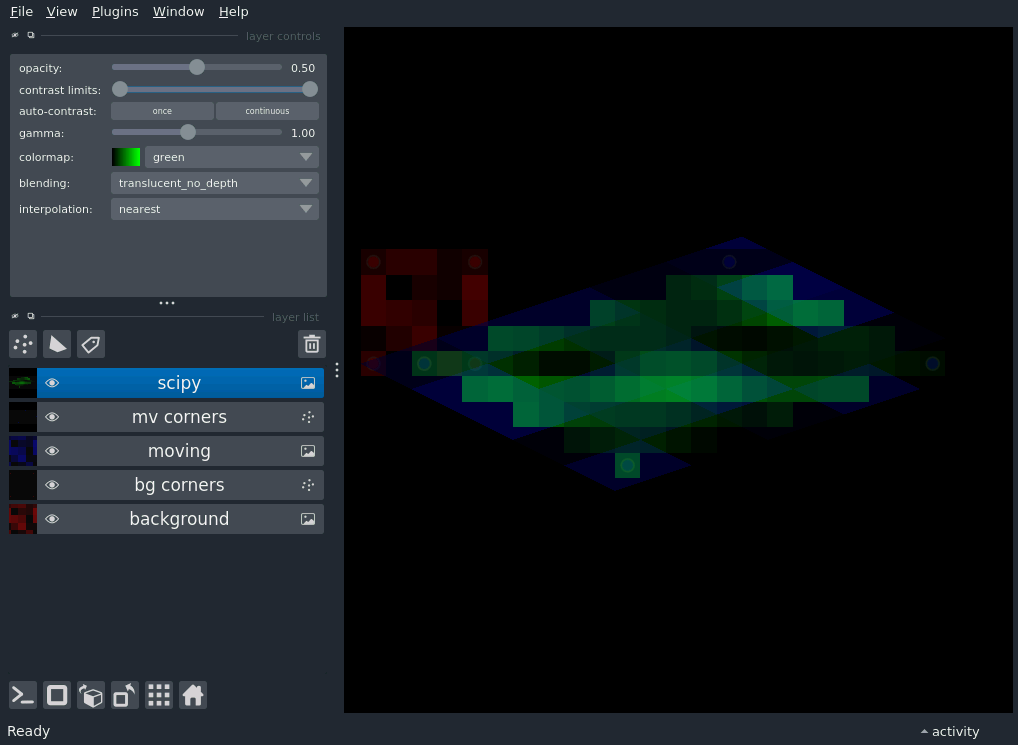 File View Plugins Window Help
layer controls
opacity: 0.50
contrast limits:
auto-contrast: once continuous
gamma: 1.00
colormap: green
blending: translucent_no_depth
interpolation: nearest
layer list
scipy
mv corners
moving
bg corners
background
Ready activity